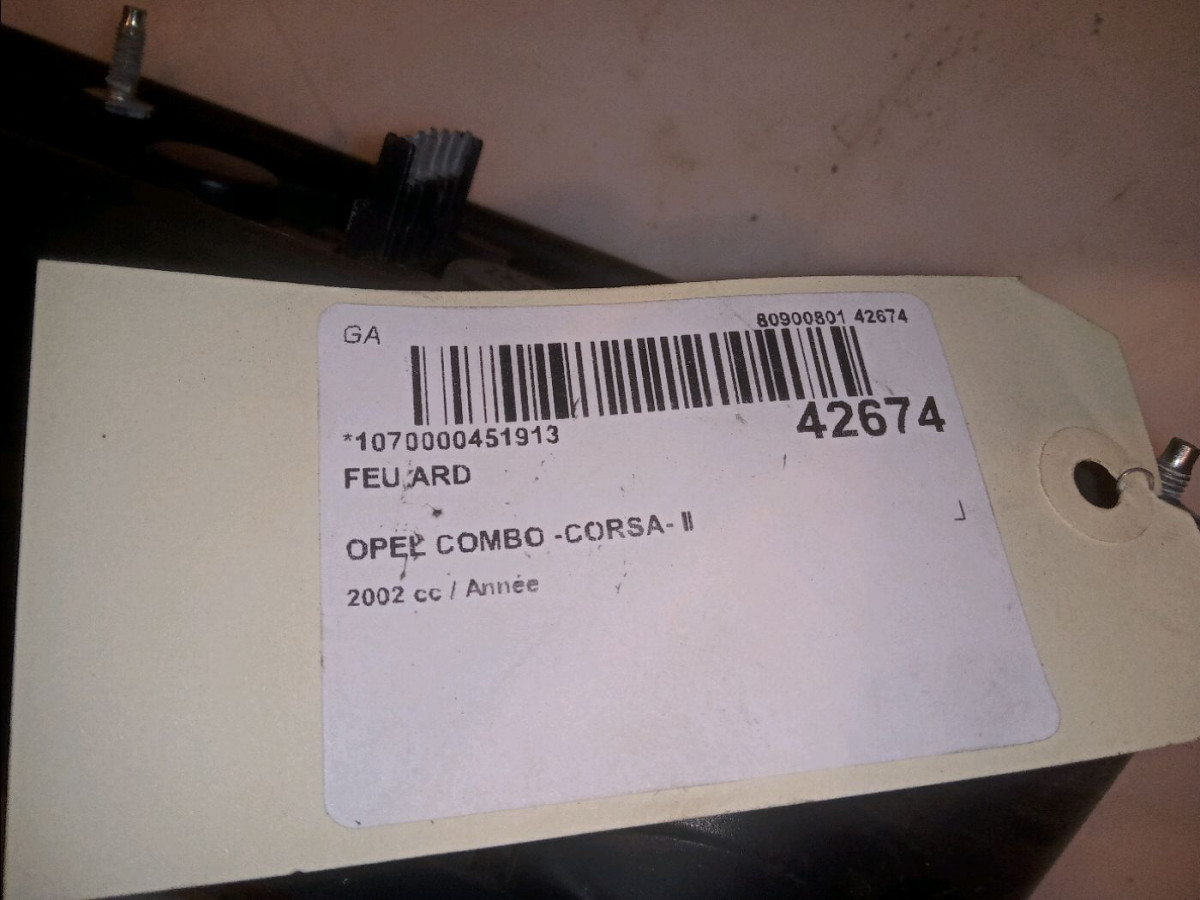 GA
80900801 42674
42674
*1070000451913
FEU ARD
OPEL COMBO -CORSA- II
2002 cc / Année